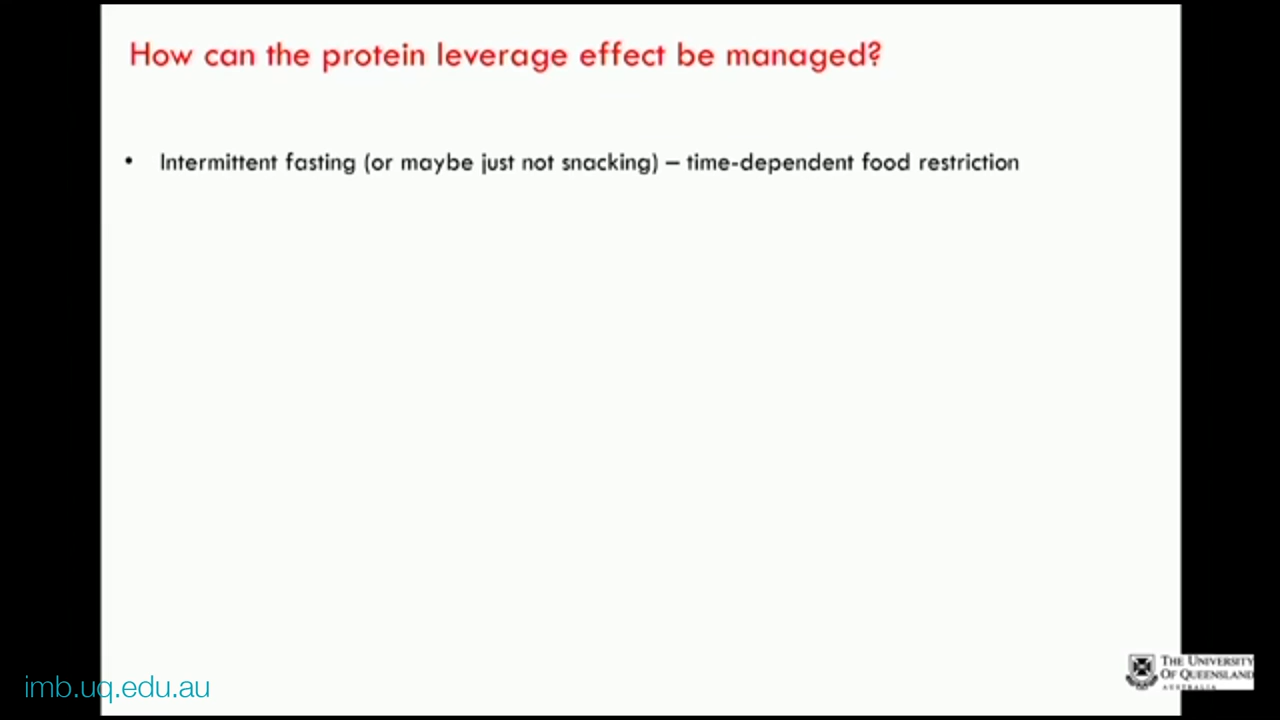 How can the protein leverage effect be managed?
• Intermittent fasting (or maybe just not snacking) – time-dependent food restriction
imb.uq.edu.au
THE UNIVERSITY
OF QUEENSLAND
AUSTRALIA